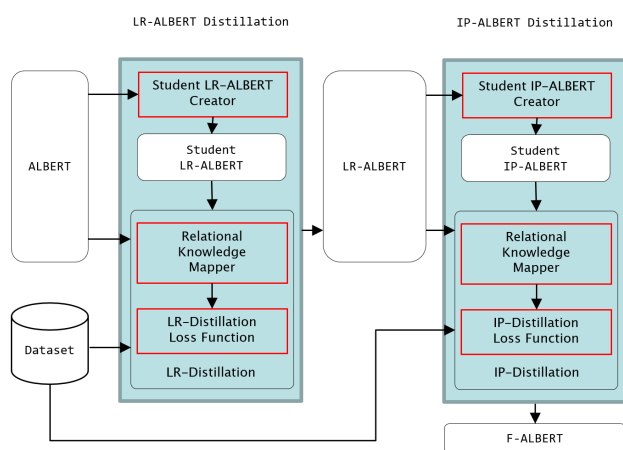 LR-ALBERT Distillation
IP-ALBERT Distillation
ALBERT
Student LR-ALBERT
Creator
Student
LR-ALBERT
Relational
Knowledge
Mapper
LR-Distillation
Loss Function
LR-Distillation
Dataset
LR-ALBERT
Student IP-ALBERT
Creator
Student
IP-ALBERT
Relational
Knowledge
Mapper
IP-Distillation
Loss Function
IP-Distillation
F-ALBERT